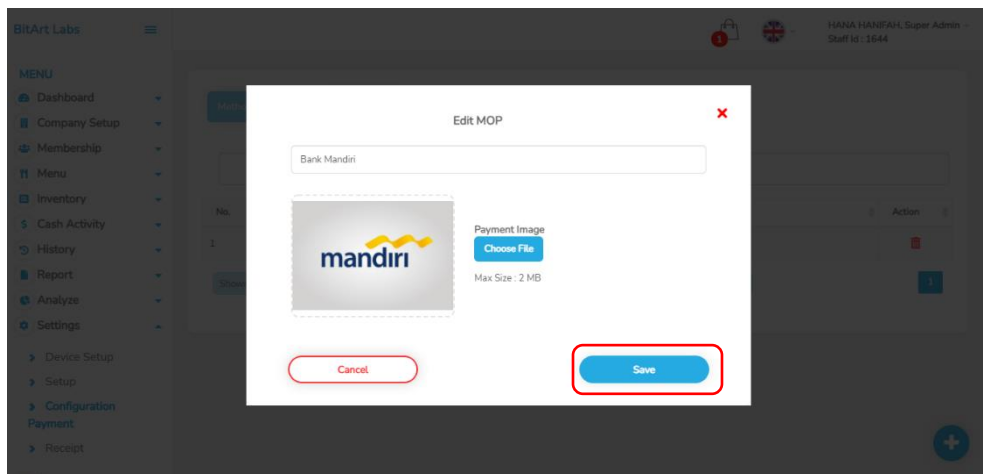 BitArt Labs
1
HANA HANIFAH, Super Admin
Staff Id : 1644
MENU
Dashboard
Company Setup
Membership
Menu
Inventory
Cash Activity
History
Report
Analyze
Settings
Device Setup
Setup
Configuration
Payment
Receipt
Edit MOP
Bank Mandiri
mandiri
Payment Image
Choose File
Max Size : 2 MB
Cancel
Save
No.
Action
1
1